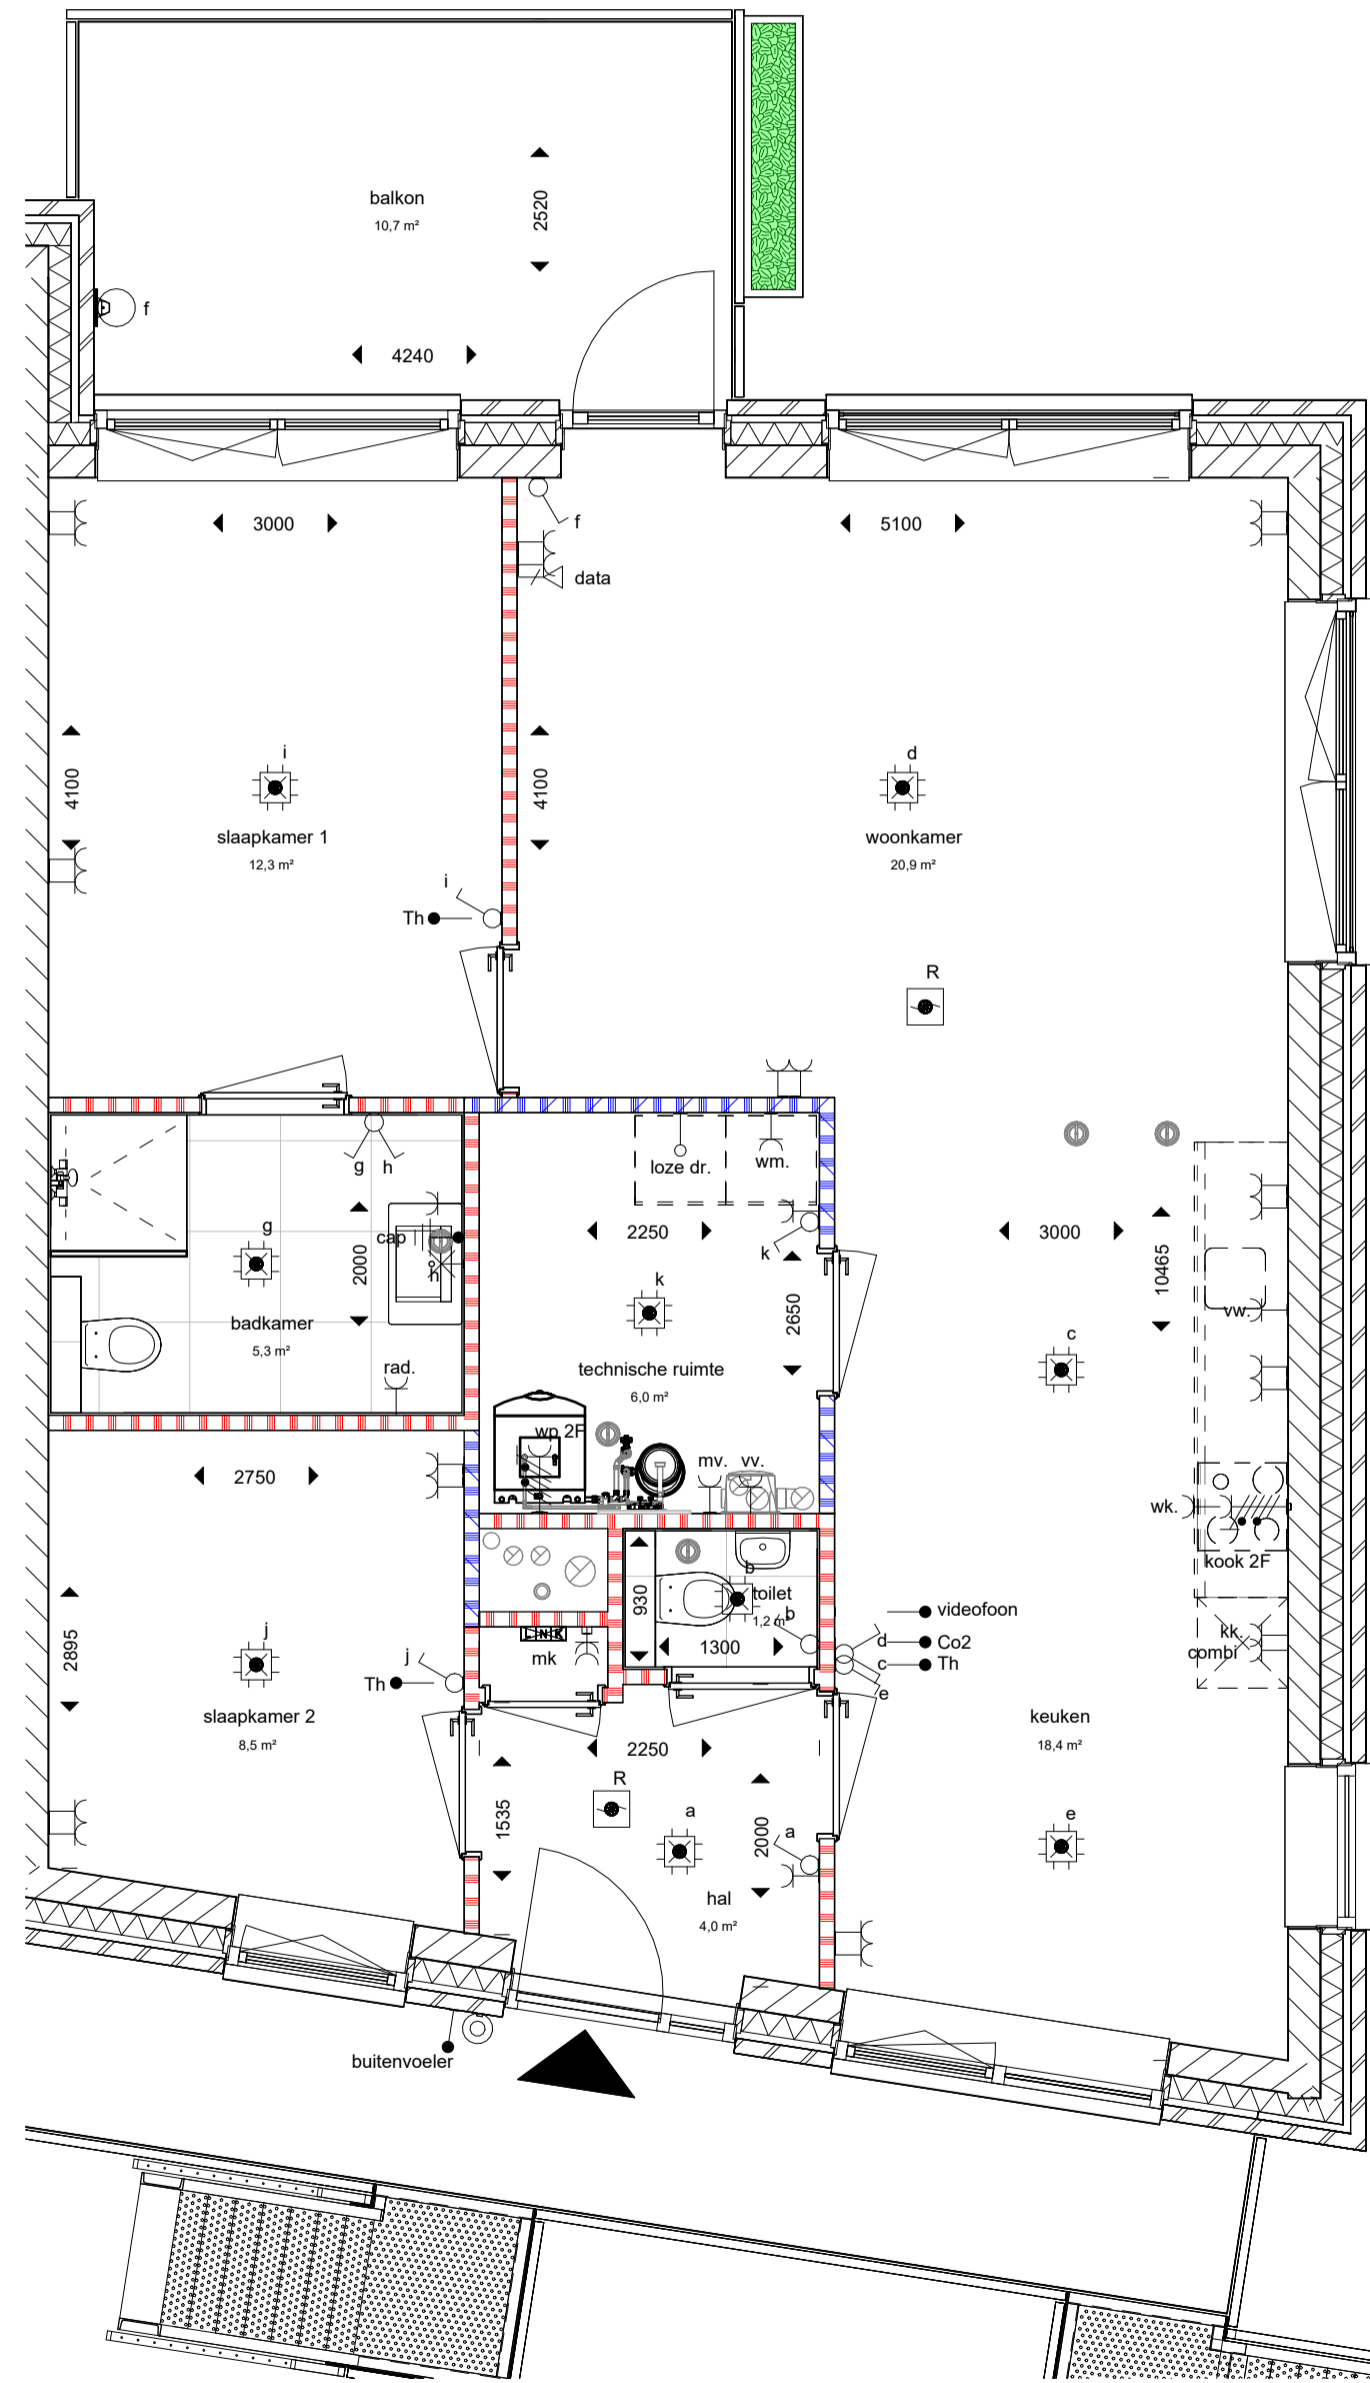 balkon
10,7 m²
2520
f
4240
3000
f
5100
data
4100
i
slaapkamer 1
12,3 m²
4100
d
woonkamer
20,9 m²
i
Th
R
g h
loze dr.
wm.
g
cap
h
2000
badkamer
5,3 m²
rad.
2250
k
k
2650
technische ruimte
6,0 m²
3000
10465
vw.
c
wp 2F
mv. vv.
2750
wk.
kook 2F
930
b
toilet
1,2 m²
b
1300
mk
videofoon
d
Co2
c
Th
e
kk.
combi
2895
j
j
Th
slaapkamer 2
8,5 m²
2250
keuken
18,4 m²
R
1535
a
2000
a
e
hal
4,0 m²
buitenvoeler